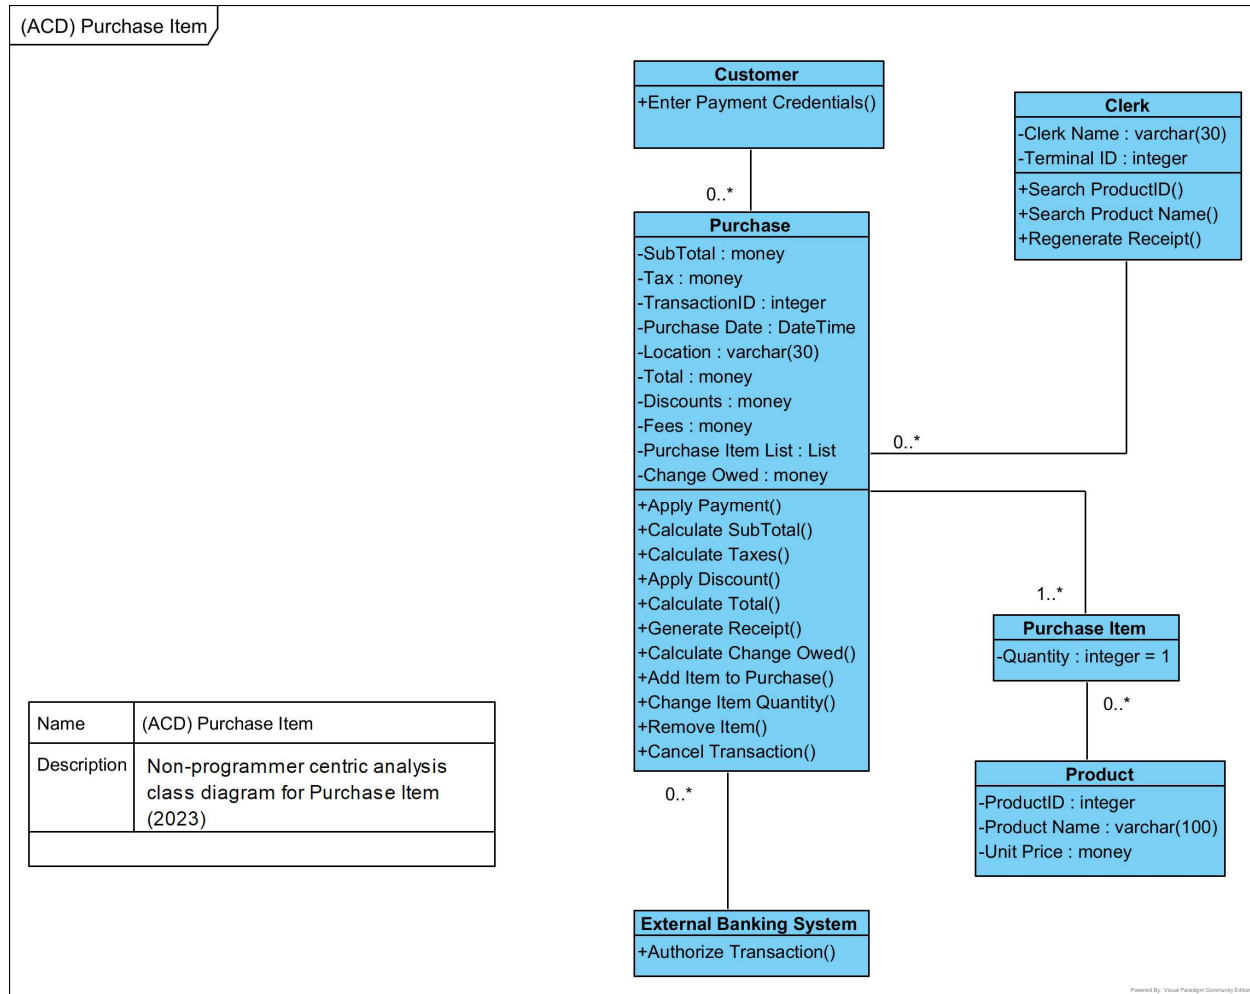 (ACD) Purchase Item
Customer
+Enter Payment Credentials()
Clerk
-Clerk Name : varchar(30)
-Terminal ID : integer
+Search ProductID()
+Search Product Name()
+Regenerate Receipt()
0..*
Purchase
-SubTotal : money
-Tax : money
-TransactionID : integer
-Purchase Date : DateTime
-Location : varchar(30)
-Total : money
-Discounts : money
-Fees : money
-Purchase Item List : List
-Change Owed : money
0..*
+Apply Payment()
+Calculate SubTotal()
+Calculate Taxes()
+Apply Discount()
+Calculate Total()
+Generate Receipt()
+Calculate Change Owed()
+Add Item to Purchase()
+Change Item Quantity()
+Remove Item()
+Cancel Transaction()
1..*
Purchase Item
-Quantity : integer = 1
0..*
Product
-ProductID : integer
-Product Name : varchar(100)
-Unit Price : money
0..*
External Banking System
+Authorize Transaction()
Name
(ACD) Purchase Item
Description
Non-programmer centric analysis
class diagram for Purchase Item
(2023)
Powered By: Visual Paradigm Community Edition